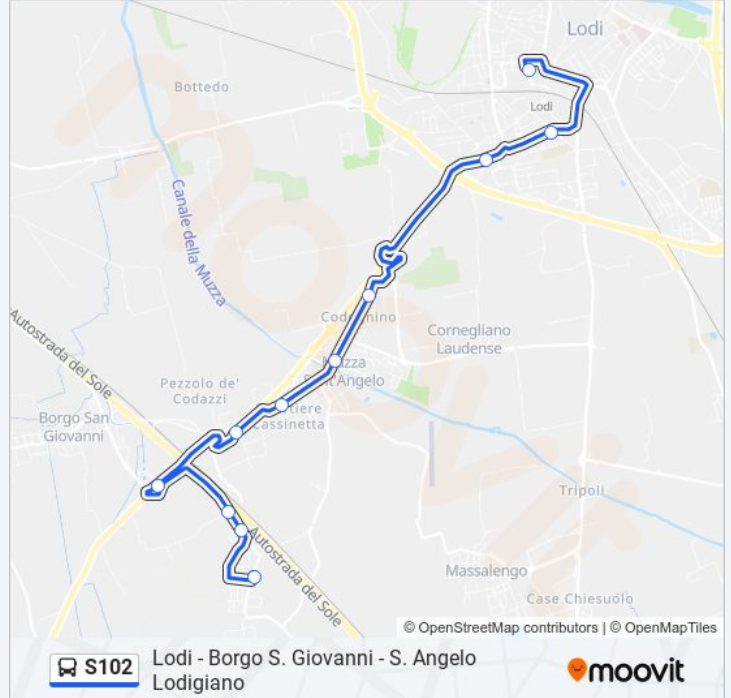 Lodi
Bottedo
Lodi
Canale della Muzza
Codognino
Cornegliano
Laudense
Muzza
Sant'Angelo
Autostrada del Sole
Pezzolo de'
Codazzi
Borgo San
Giovanni
Cassinetta
Tripoli
Autostrada del Sole
Massalengo
Case Chiesuolo
© OpenStreetMap contributors | © OpenMapTiles
S102
Lodi - Borgo S. Giovanni - S. Angelo
Lodigiano
moovit